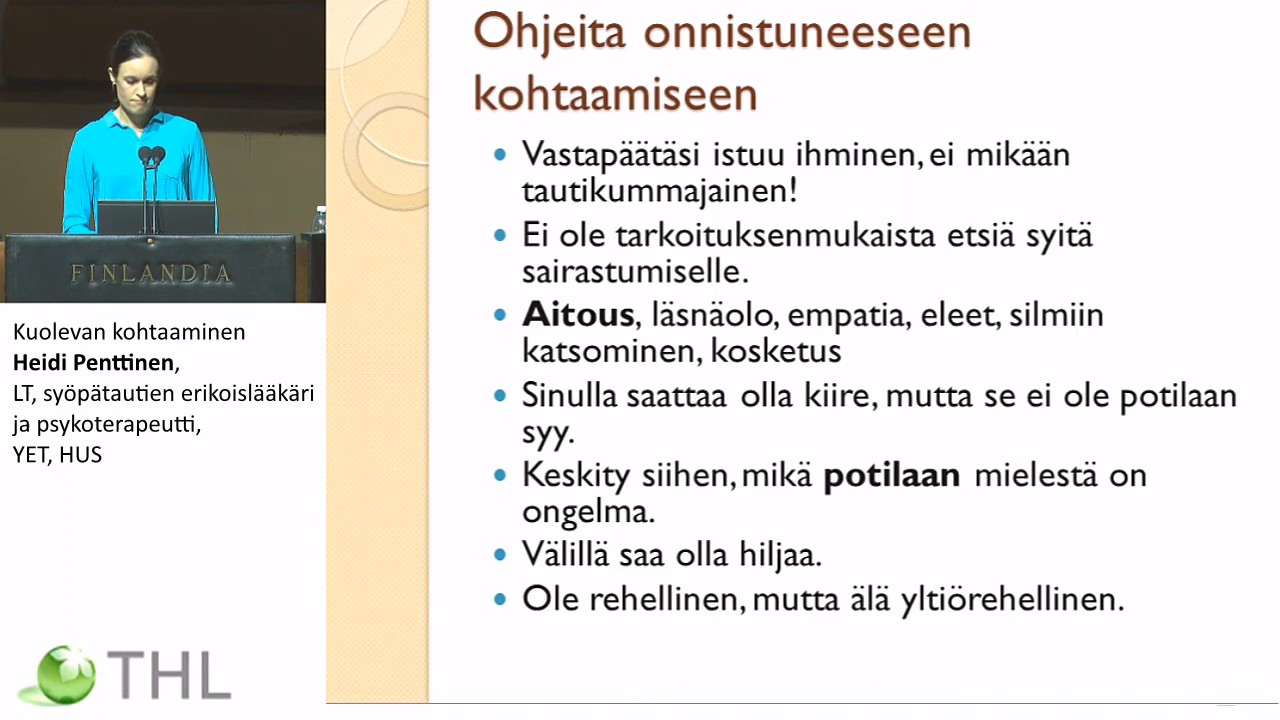 Ohjeita onnistuneeseen
kohtaamiseen
• Vastapäätäsi istuu ihminen, ei mikään
tautikummajainen!
• Ei ole tarkoituksenmukaista etsiä syitä
sairastumiselle.
• Aitous, läsnäolo, empatia, eleet, silmiin
katsominen, kosketus
• Sinulla saattaa olla kiire, mutta se ei ole potilaan
syy.
• Keskity siihen, mikä potilaan mielestä on
ongelma.
• Välillä saa olla hiljaa.
• Ole rehellinen, mutta älä yltiörehellinen.
FINLANDIA
Kuolevan kohtaaminen
Heidi Penttinen,
LT, syöpätautien erikoislääkäri
ja psykoterapeutti,
YET, HUS
THL